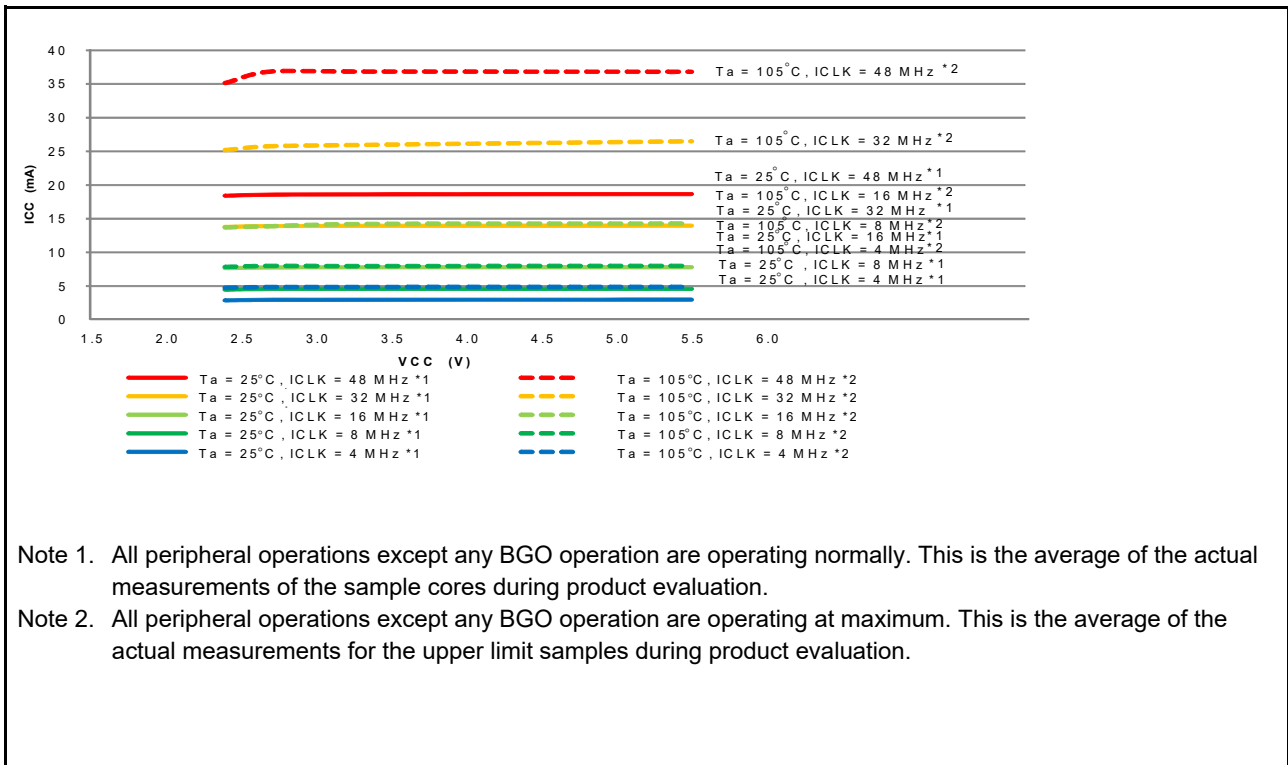 40
35
30
25
20
15
10
5
0
ICC (mA)
1.5 2.0 2.5 3.0 3.5 4.0 4.5 5.0 5.5 6.0
VCC (V)
Ta = 105°C, ICLK = 48 MHz *2
Ta = 105°C, ICLK = 32 MHz *2
Ta = 25°C, ICLK = 48 MHz *1
Ta = 105°C, ICLK = 16 MHz *2
Ta = 25°C, ICLK = 32 MHz *1
Ta = 105°C, ICLK = 8 MHz *2
Ta = 25°C, ICLK = 16 MHz *1
Ta = 105°C, ICLK = 4 MHz *2
Ta = 25°C, ICLK = 8 MHz *1
Ta = 25°C, ICLK = 4 MHz *1
Ta = 25°C, ICLK = 48 MHz *1 Ta = 105°C, ICLK = 48 MHz *2
Ta = 25°C, ICLK = 32 MHz *1 Ta = 105°C, ICLK = 32 MHz *2
Ta = 25°C, ICLK = 16 MHz *1 Ta = 105°C, ICLK = 16 MHz *2
Ta = 25°C, ICLK = 8 MHz *1 Ta = 105°C, ICLK = 8 MHz *2
Ta = 25°C, ICLK = 4 MHz *1 Ta = 105°C, ICLK = 4 MHz *2
Note 1. All peripheral operations except any BGO operation are operating normally. This is the average of the actual
measurements of the sample cores during product evaluation.
Note 2. All peripheral operations except any BGO operation are operating at maximum. This is the average of the
actual measurements for the upper limit samples during product evaluation.